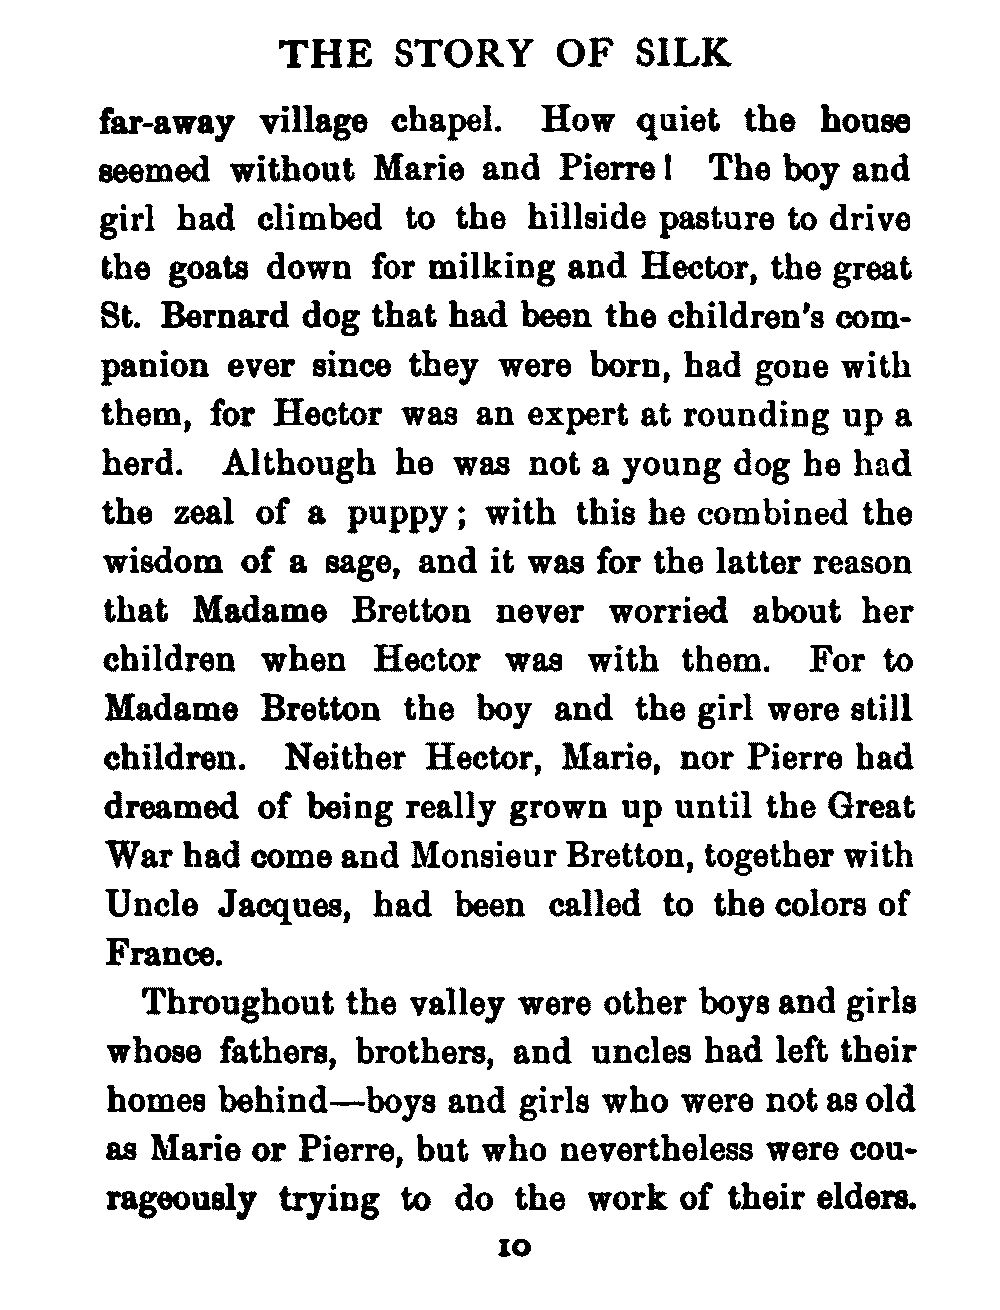 THE STORY OF SILK
far-away village chapel. How quiet the house
seemed without Marie and Pierre! The boy and
girl had climbed to the hillside pasture to drive
the goats down for milking and Hector, the great
St. Bernard dog that had been the children's com-
panion ever since they were born, had gone with
them, for Hector was an expert at rounding up a
herd. Although he was not a young dog he had
the zeal of a puppy; with this he combined the
wisdom of a sage, and it was for the latter reason
that Madame Bretton never worried about her
children when Hector was with them. For to
Madame Bretton the boy and the girl were still
children. Neither Hector, Marie, nor Pierre had
dreamed of being really grown up until the Great
War had come and Monsieur Bretton, together with
Uncle Jacques, had been called to the colors of
France.
Throughout the valley were other boys and girls
whose fathers, brothers, and uncles had left their
homes behind—boys and girls who were not as old
as Marie or Pierre, but who nevertheless were cou-
rageously trying to do the work of their elders.
10